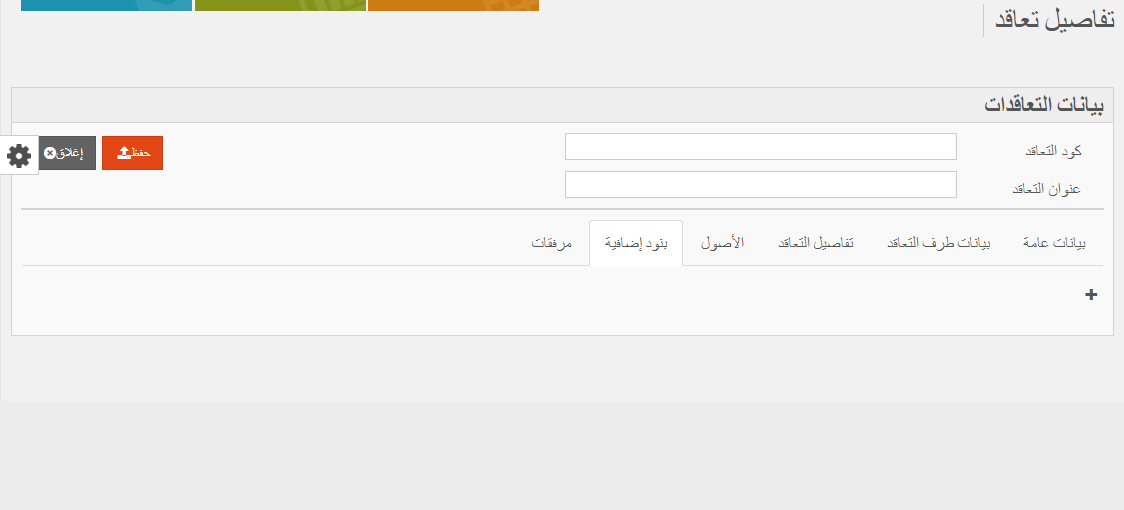 تفاصيل تعاقد
بيانات التعاقدات
كود التعاقد
حفظ
إغلاق
عنوان التعاقد
بيانات عامة
بيانات طرف التعاقد
تفاصيل التعاقد
الأصول
بنود إضافية
مرفقات